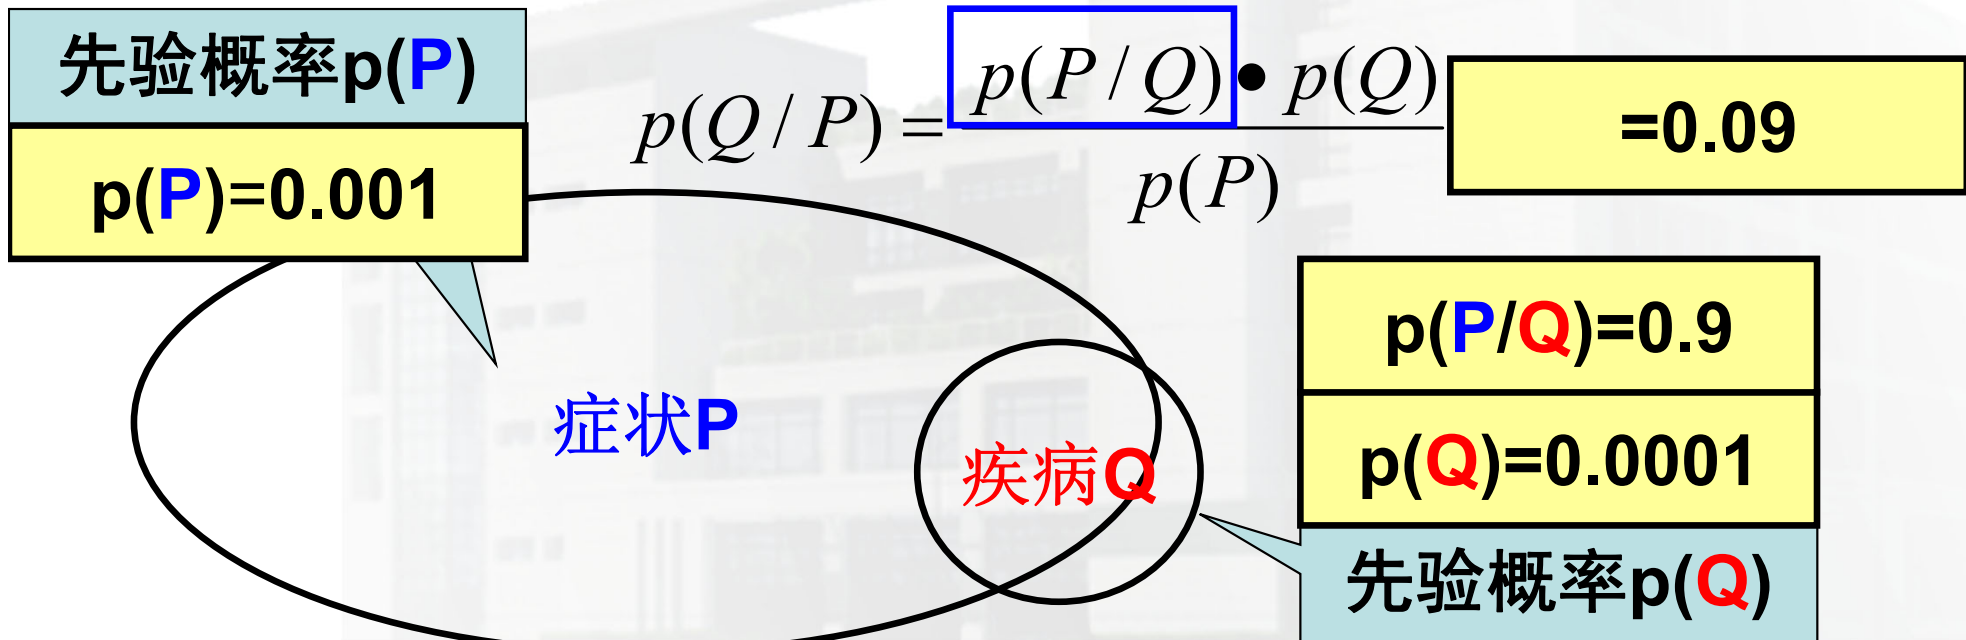 先验概率p(P)
p(P)=0.001
p(Q/P)=p(P/Q)•p(Q)/p(P)
=0.09
症状P
疾病Q
p(P/Q)=0.9
p(Q)=0.0001
先验概率p(Q)